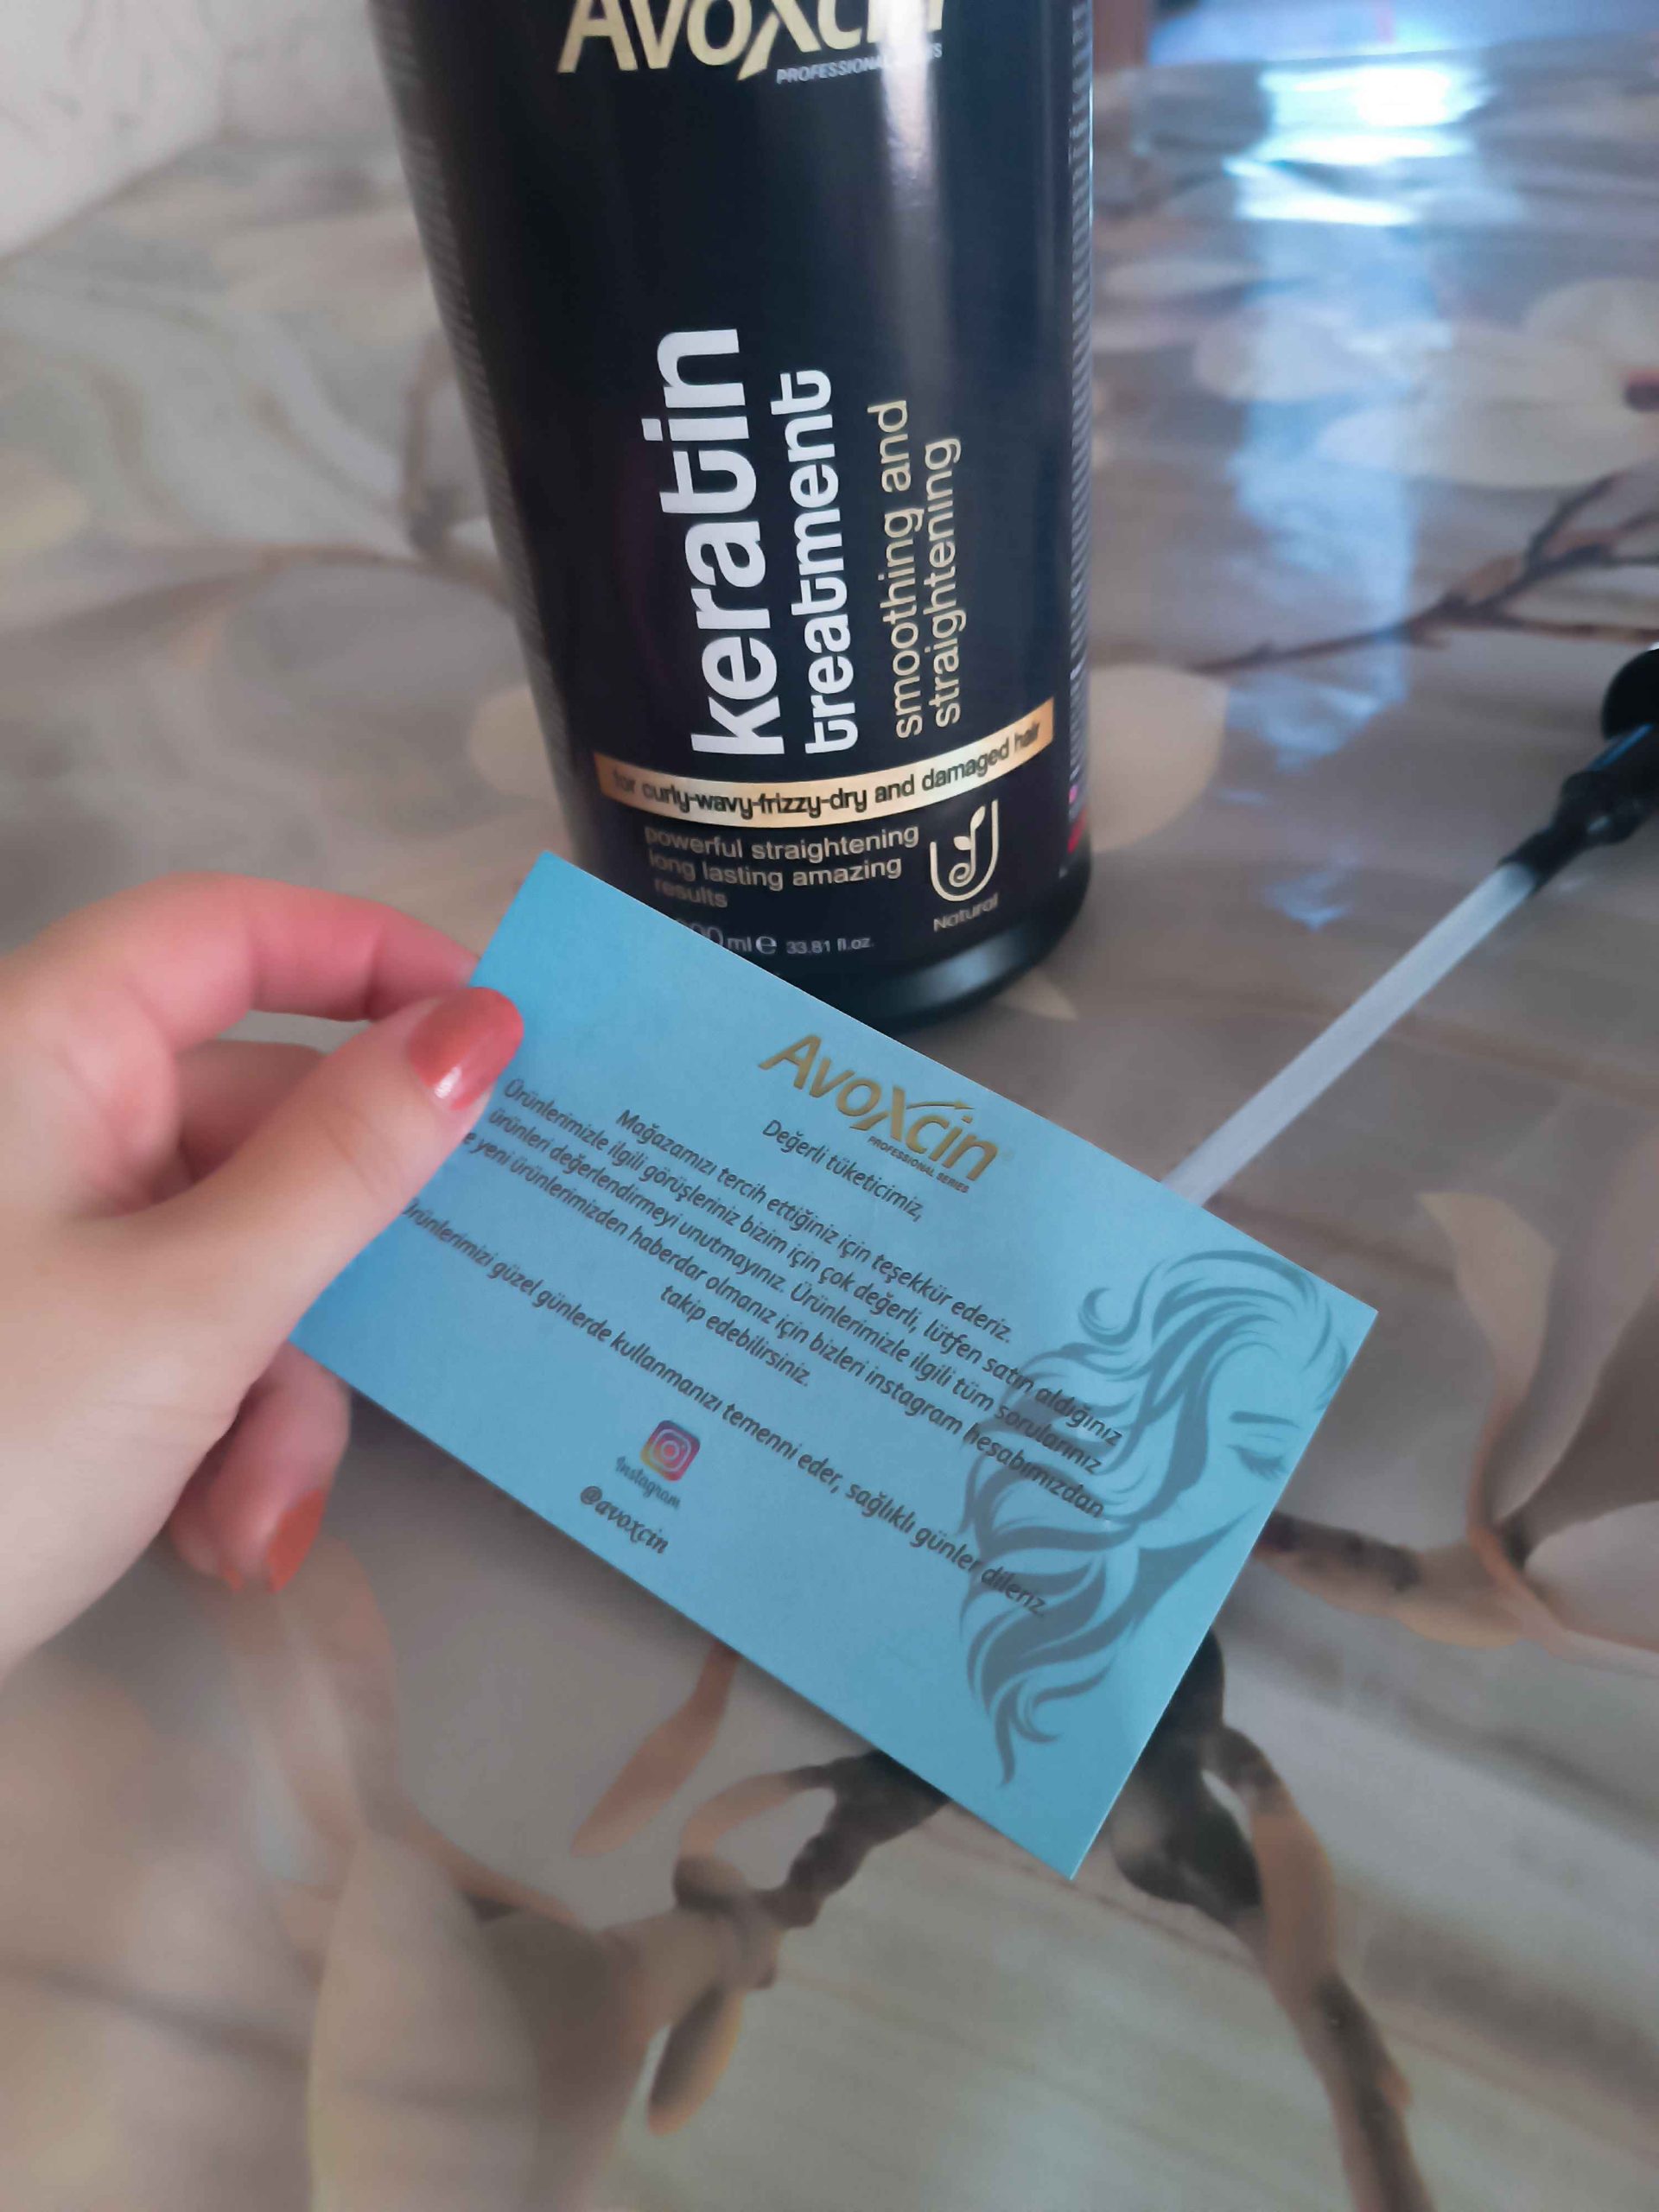 Avoxcin
PROFESSIONAL
keratin
treatment
smoothing and
straightening
for curly-wavy-frizzy-dry and damaged hair
powerful straightening
long lasting amazing
results
Natural
ml e 33.81 fl.oz.
Avoxcin
PROFESSIONAL SERIES
Değerli tüketicimiz,
Mağazamızı tercih ettiğiniz için teşekkür ederiz.
Ürünlerimizle ilgili görüşleriniz bizim için çok değerli, lütfen satın aldığınız
ürünleri değerlendirmeyi unutmayınız. Ürünlerimizle ilgili tüm sorularınız
e yeni ürünlerimizden haberdar olmanız için bizleri instagram hesabımızdan
takip edebilirsiniz.
Ürünlerimizi güzel günlerde kullanmanızı temenni eder, sağlıklı günler dileriz.
Instagram
@avoxcin